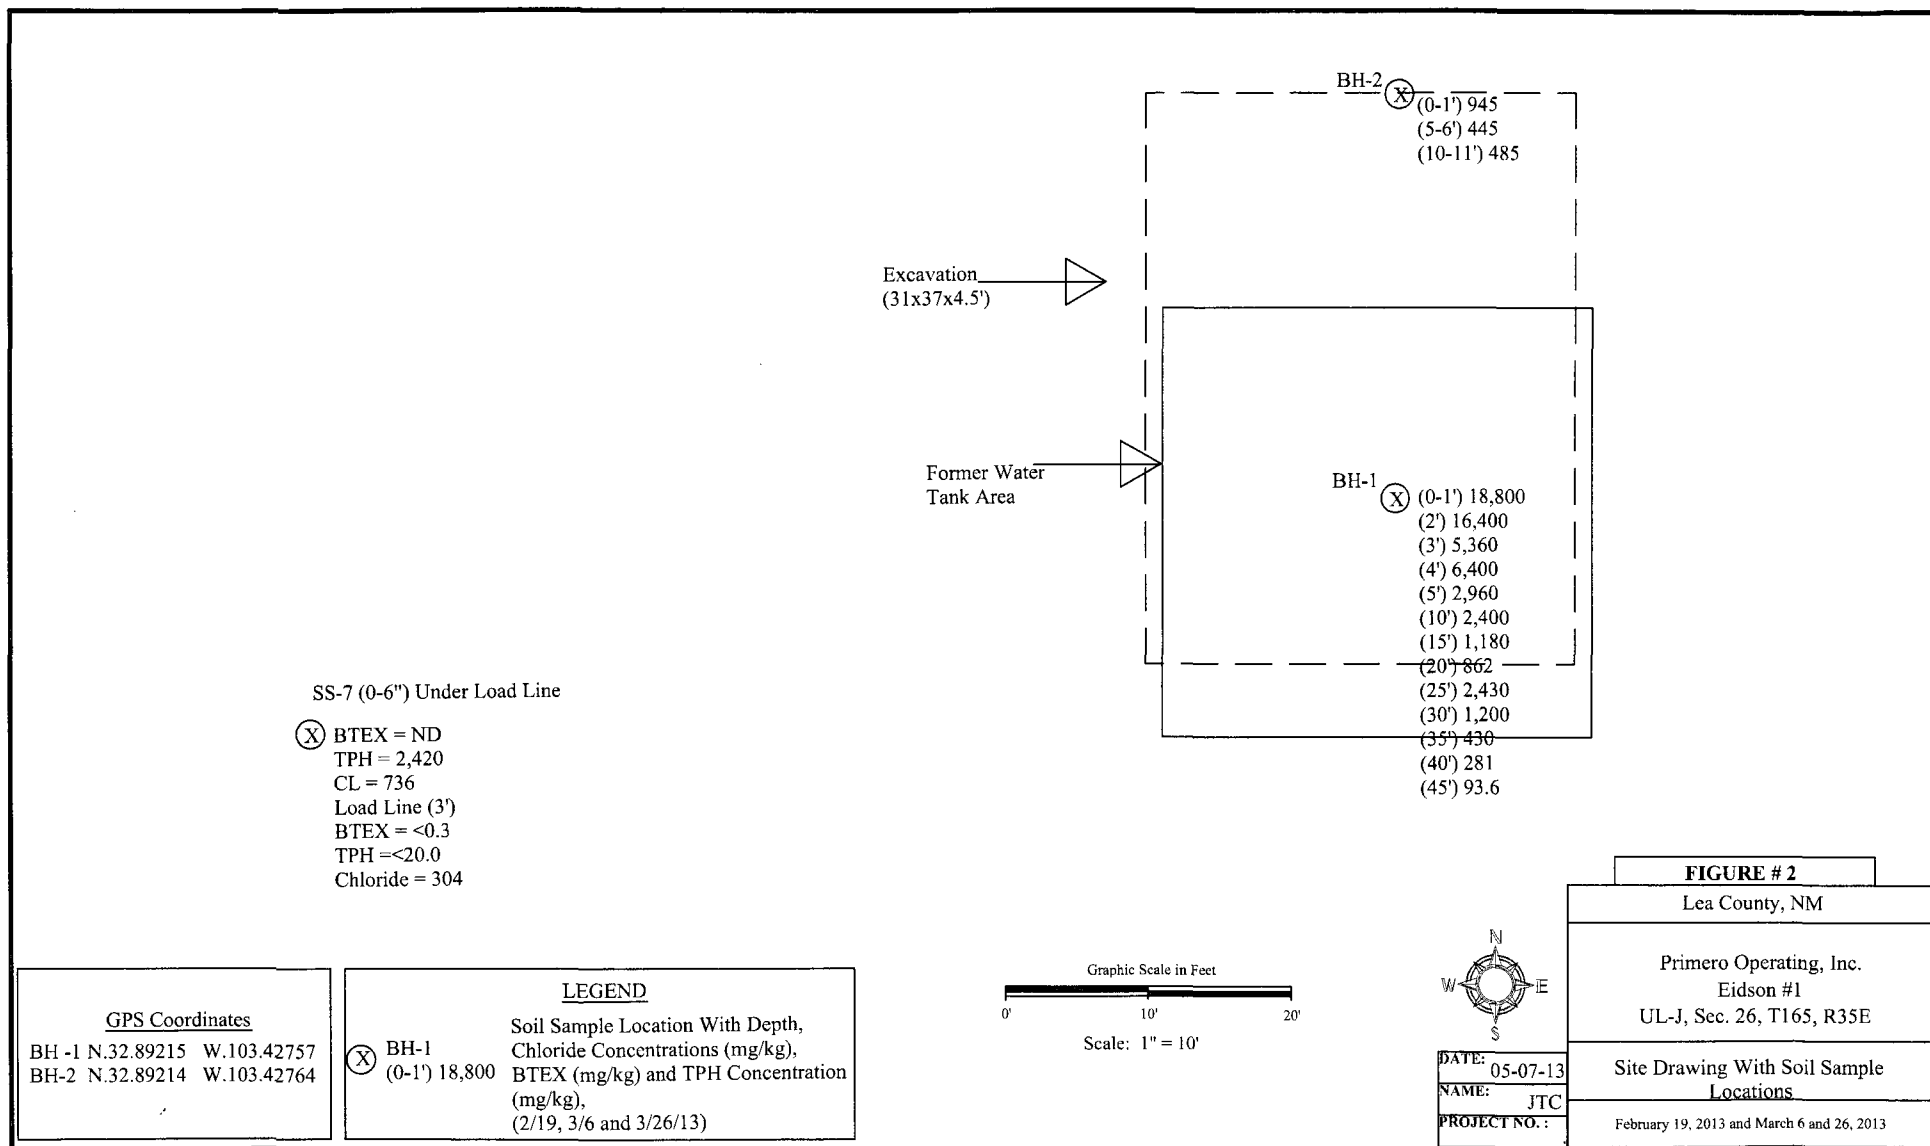 BH-2
(0-1') 945
(5-6') 445
(10-11') 485
Excavation
(31x37x4.5')
Former Water
Tank Area
BH-1
(0-1') 18,800
(2') 16,400
(3') 5,360
(4') 6,400
(5') 2,960
(10') 2,400
(15') 1,180
(20') 862
(25') 2,430
(30') 1,200
(35') 430
(40') 281
(45') 93.6
SS-7 (0-6") Under Load Line
X BTEX = ND
TPH = 2,420
CL = 736
Load Line (3')
BTEX = <0.3
TPH =<20.0
Chloride = 304
GPS Coordinates
BH -1 N.32.89215 W.103.42757
BH-2 N.32.89214 W.103.42764
LEGEND
X BH-1
(0-1') 18,800
Soil Sample Location With Depth,
Chloride Concentrations (mg/kg),
BTEX (mg/kg) and TPH Concentration
(mg/kg),
(2/19, 3/6 and 3/26/13)
Graphic Scale in Feet
0' 10' 20'
Scale: 1" = 10'
N
W E
S
FIGURE # 2
Lea County, NM
Primero Operating, Inc.
Eidson #1
UL-J, Sec. 26, T165, R35E
DATE: 05-07-13
NAME: JTC
PROJECT NO. :
Site Drawing With Soil Sample
Locations
February 19, 2013 and March 6 and 26, 2013